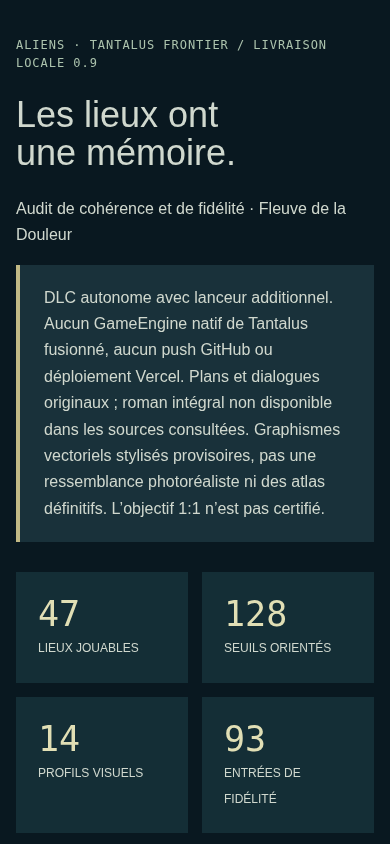 ALIENS · TANTALUS FRONTIER / LIVRAISON
LOCALE 0.9
Les lieux ont
une mémoire.
Audit de cohérence et de fidélité · Fleuve de la
Douleur
DLC autonome avec lanceur additionnel.
Aucun GameEngine natif de Tantalus
fusionné, aucun push GitHub ou
déploiement Vercel. Plans et dialogues
originaux ; roman intégral non disponible
dans les sources consultées. Graphismes
vectoriels stylisés provisoires, pas une
ressemblance photoréaliste ni des atlas
définitifs. L’objectif 1:1 n’est pas certifié.
47
LIEUX JOUABLES
128
SEUILS ORIENTÉS
14
PROFILS VISUELS
93
ENTRÉES DE
FIDÉLITÉ